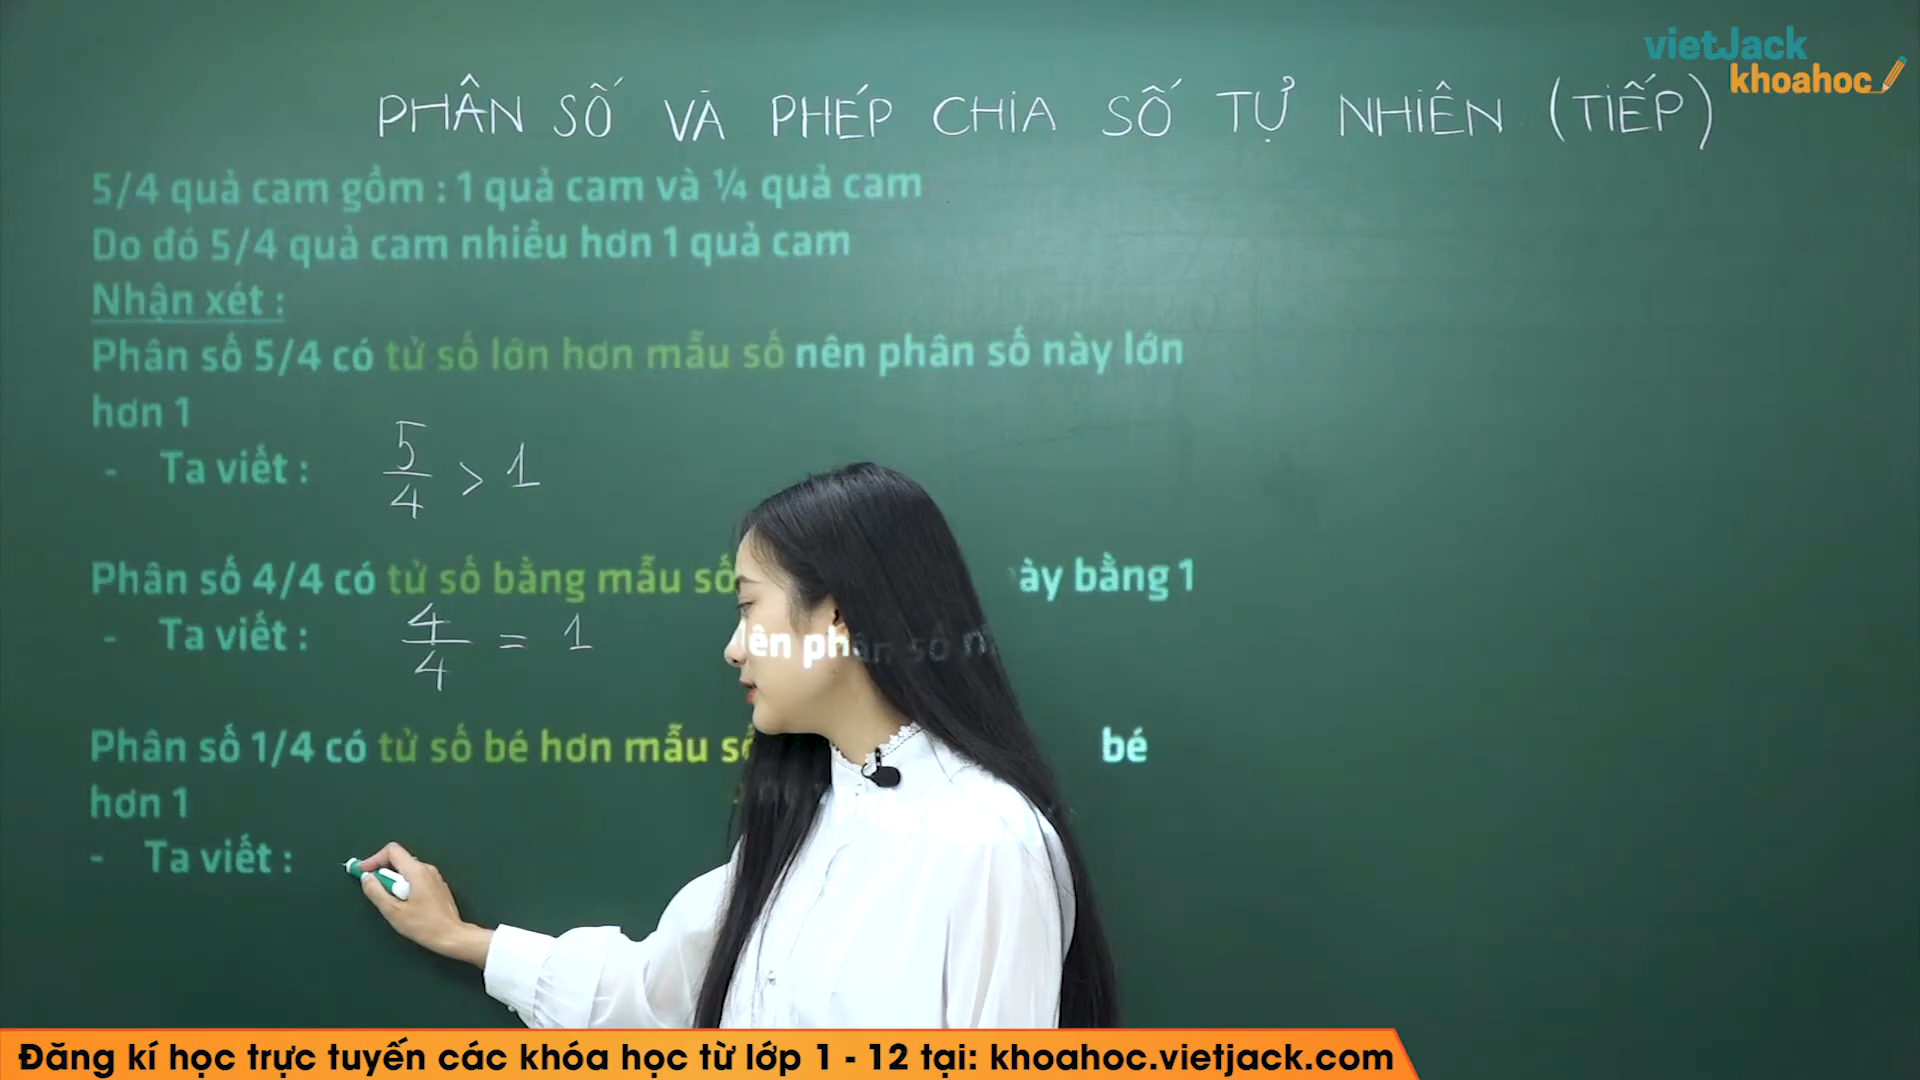 vietJack
khoahoc
PHÂN SỐ VÀ PHÉP CHIA SỐ TỰ NHIÊN (TIẾP)
5/4 quả cam gồm : 1 quả cam và ¼ quả cam
Do đó 5/4 quả cam nhiều hơn 1 quả cam
Nhận xét :
Phân số 5/4 có tử số lớn hơn mẫu số nên phân số này lớn
hơn 1
- Ta viết : 5/4 > 1
Phân số 4/4 có tử số bằng mẫu số nên phân số này bằng 1
- Ta viết : 4/4 = 1
Phân số 1/4 có tử số bé hơn mẫu số bé
hơn 1
- Ta viết :
Đăng kí học trực tuyến các khóa học từ lớp 1 - 12 tại: khoahoc.vietjack.com